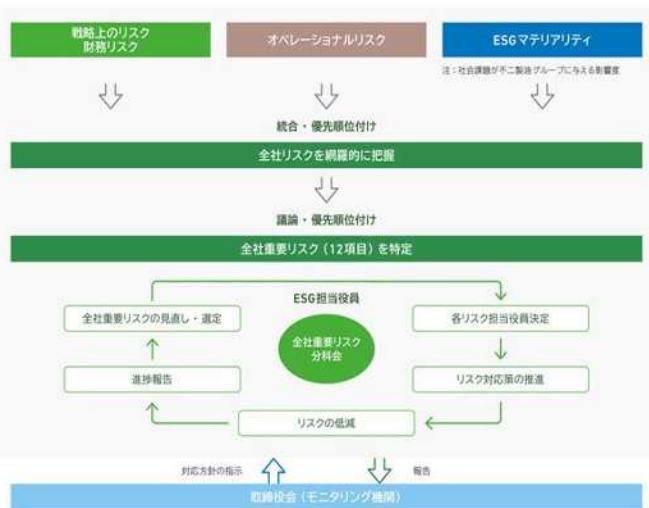 戦略上のリスク
財務リスク
オペレーショナルリスク
ESGマテリアリティ
注：社会課題が不二製油グループに与える影響度
統合・優先順位付け
全社リスクを網羅的に把握
議論・優先順位付け
全社重要リスク（12項目）を特定
ESG担当役員
全社重要リスクの見直し・選定
全社重要リスク
分科会
各リスク担当役員決定
進捗報告
リスク対応策の推進
リスクの低減
対応方針の指示
報告
取締役会（モニタリング機関）